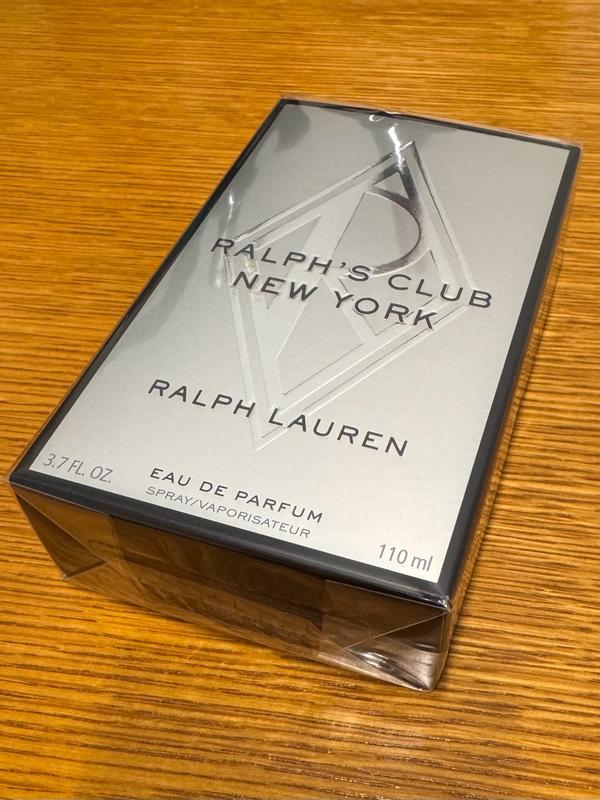 RALPH'S CLUB
NEW YORK
RALPH LAUREN
3.7 FL. OZ.
EAU DE PARFUM
SPRAY/VAPORISATEUR
110 ml